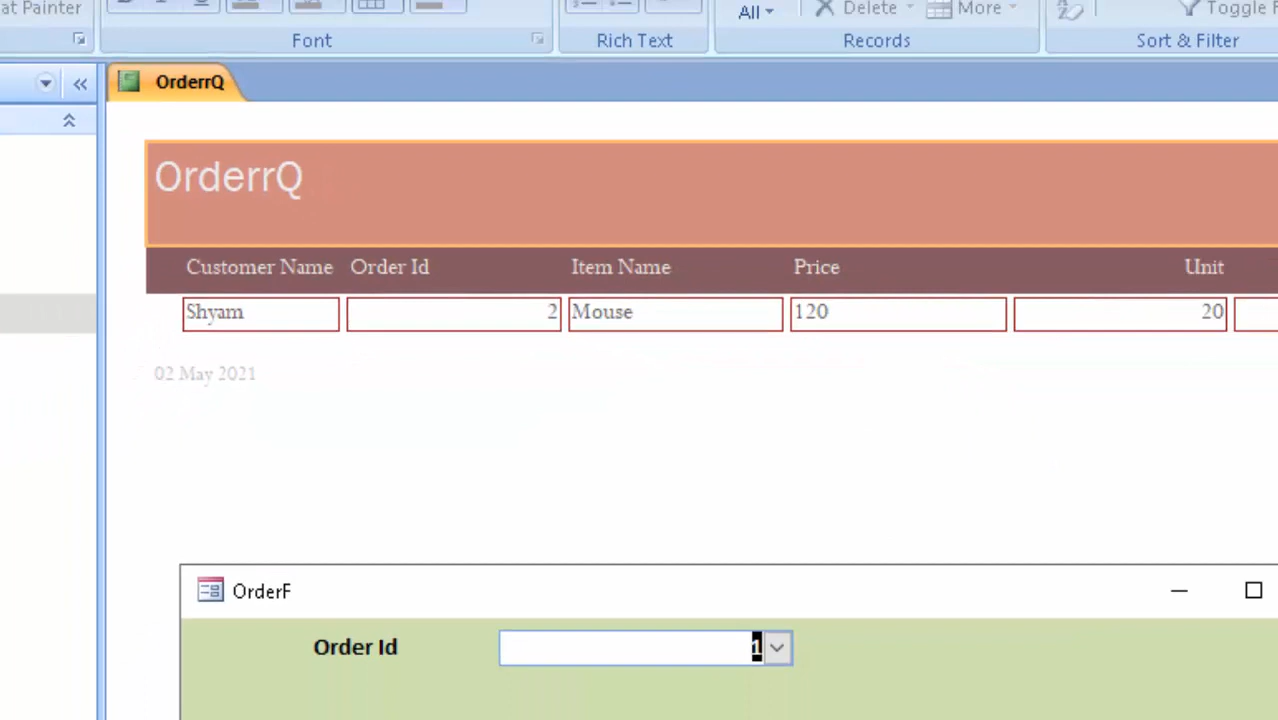 at Painter
All
Delete
More
Toggle F
Font
Rich Text
Records
Sort & Filter
OrderrQ
OrderrQ
Customer Name Order Id Item Name Price Unit
Shyam 2 Mouse 120 20
02 May 2021
OrderF
Order Id 1